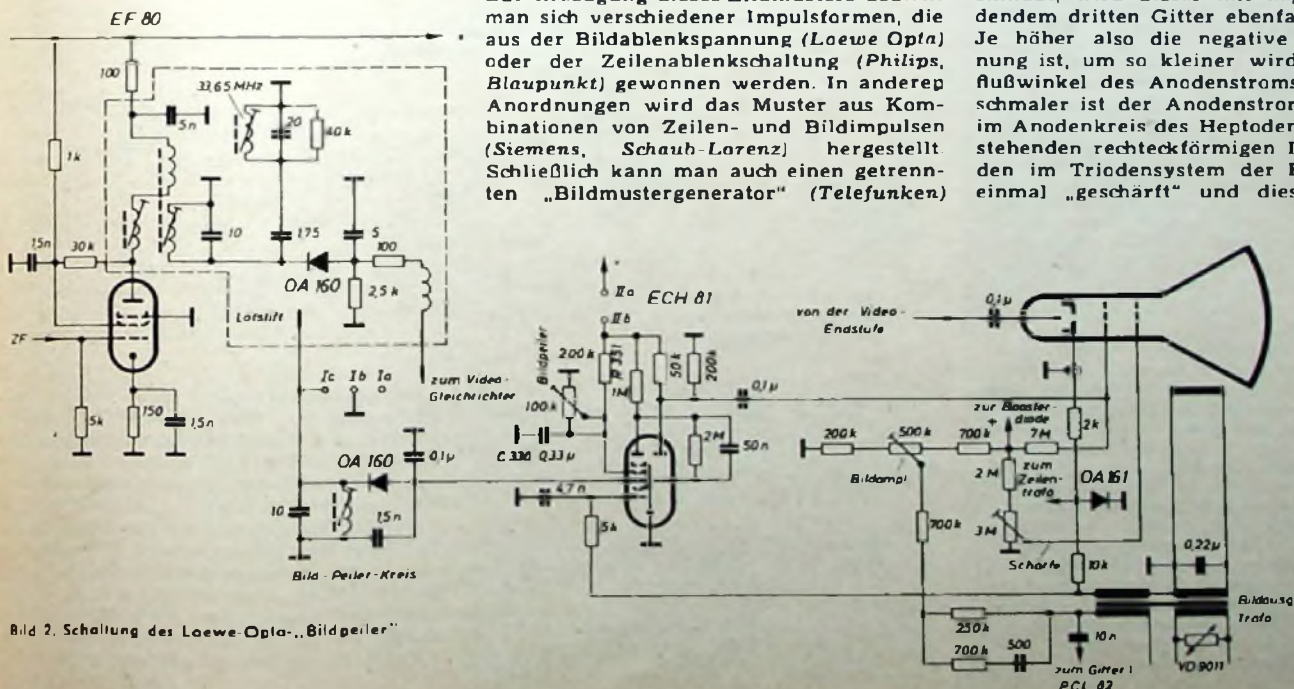 man sich verschiedener Impulsformen, die
aus der Bildablenkspannung (Loewe Opta)
oder der Zeilenablenkschaltung (Philips,
Blaupunkt) gewonnen werden. In anderen
Anordnungen wird das Muster aus Kom-
binationen von Zeilen- und Bildimpulsen
(Siemens, Schaub-Lorenz) hergestellt.
Schließlich kann man auch einen getrenn-
ten „Bildmustergenerator" (Telefunken)
dendem dritten Gitter ebenfa
Je höher also die negative
nung ist, um so kleiner wird
flußwinkel des Anodenstroms
schmaler ist der Anodenstrom
im Anodenkreis des Heptoden
stehenden rechteckförmigen I
den im Triodensystem der
einmal „geschärft" und dies
EF 80
100
5n
33,65 MHz
20
40k
1k
1,5n
30k
10
1,75
5
100
OA 160
2,5k
Lötstift
ZF
5k
150
1,5n
Ic Ib Ia
zum Video-
Gleichrichter
OA 160
0,1µ
10
1,5n
Bild-Peiler-Kreis
IIa
IIb
ECH 81
200k
Bildpeiler
100k
R 331
1M
50k
200k
0,1µ
C 330 0,33µ
2M
50n
4,7n
5k
von der Video-
Endstufe
0,1µ
zur Booster-
diode
+
2k
200k
500k
700k
7M
Bildampl
2M
zum
Zeilen-
trafo
OA 161
700k
3M
Schärfe
10k
0,22µ
Bildausg
Trafo
250k
700k
500
10n
zum Gitter 1
PCL 82
VD 9011
Bild 2. Schaltung des Loewe-Opta-„Bildpeiler"